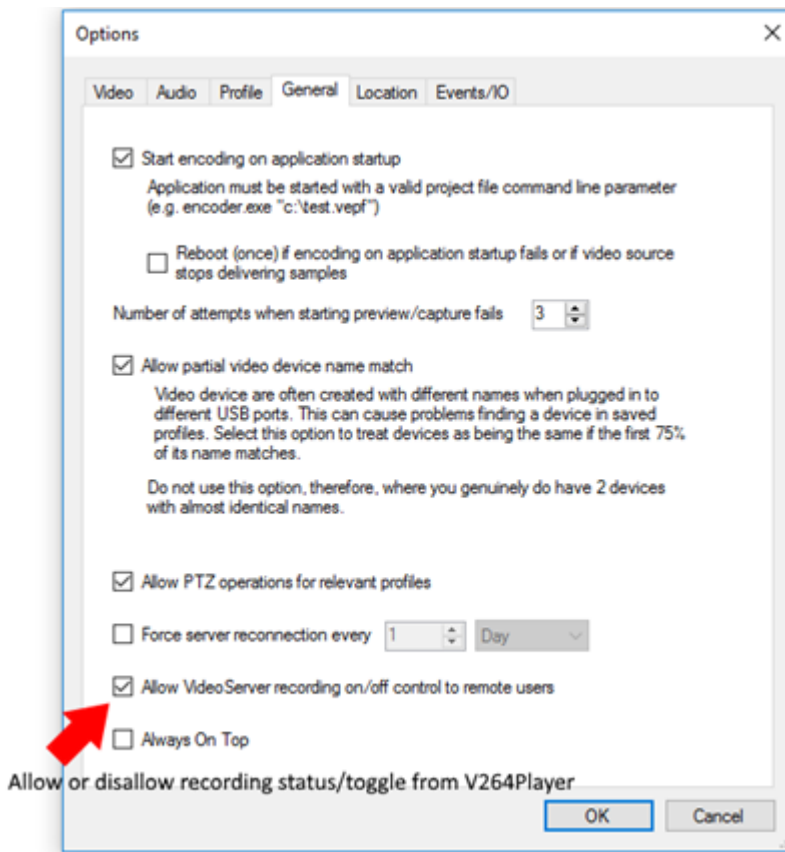 Options
Video Audio Profile General Location Events/IO
Start encoding on application startup
Application must be started with a valid project file command line parameter
(e.g. encoder.exe "c:\test.vepf")
Reboot (once) if encoding on application startup fails or if video source
stops delivering samples
Number of attempts when starting preview/capture fails 3
Allow partial video device name match
Video device are often created with different names when plugged in to
different USB ports. This can cause problems finding a device in saved
profiles. Select this option to treat devices as being the same if the first 75%
of its name matches.
Do not use this option, therefore, where you genuinely do have 2 devices
with almost identical names.
Allow PTZ operations for relevant profiles
Force server reconnection every 1 Day
Allow VideoServer recording on/off control to remote users
Always On Top
Allow or disallow recording status/toggle from V264Player
OK Cancel